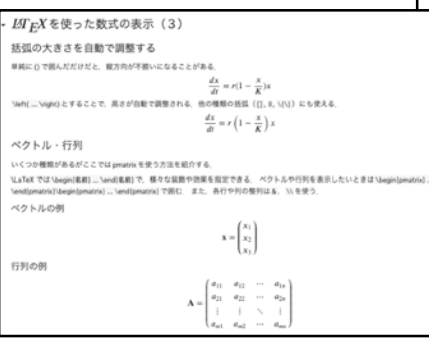 LATEXを使った数式の表示（3）
括弧の大きさを自動で調整する
単純に () で囲んだだけだと、縦方向が不揃いになることがある。
dx/dt = r(1 - x/K)x
\left( ... \right) とすることで、高さが自動で調整される、他の種類の括弧（[], {}, \{\}）にも使える。
dx/dt = r (1 - x/K) x
ベクトル・行列
いくつか種類があるがここでは pmatrix を使う方法を紹介する。
\LaTeX では \begin{名前} ... \end{名前} で、様々な装飾や効果を指定できる。 ベクトルや行列を表示したいときは \begin{pmatrix} ...
\end{pmatrix}\begin{pmatrix} ... \end{pmatrix} で囲む. また、各行や列の整列は &、 \\ を使う.
ベクトルの例
x = (x1
x2
x3)
行列の例
A = (a11 a12 ⋯ a1n
a21 a22 ⋯ a2n
⋮ ⋮ ⋱ ⋮
am1 am2 ⋯ amn)